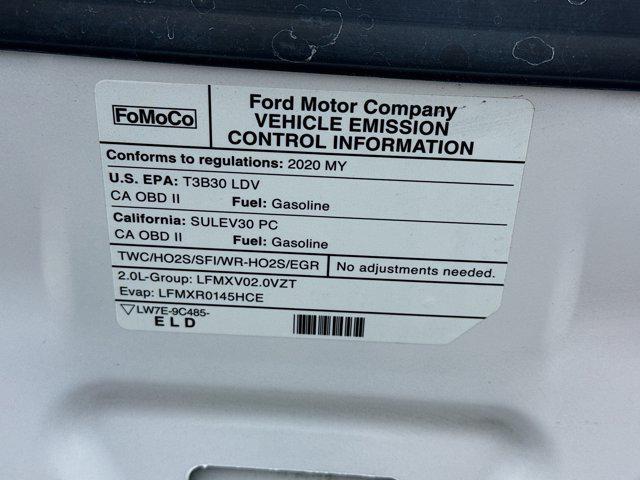 FoMoCo
Ford Motor Company
VEHICLE EMISSION
CONTROL INFORMATION
Conforms to regulations: 2020 MY
U.S. EPA: T3B30 LDV
CA OBD II Fuel: Gasoline
California: SULEV30 PC
CA OBD II Fuel: Gasoline
TWC/HO2S/SFI/WR-HO2S/EGR No adjustments needed.
2.0L-Group: LFMXV02.0VZT
Evap: LFMXR0145HCE
LW7E-9C485-
ELD